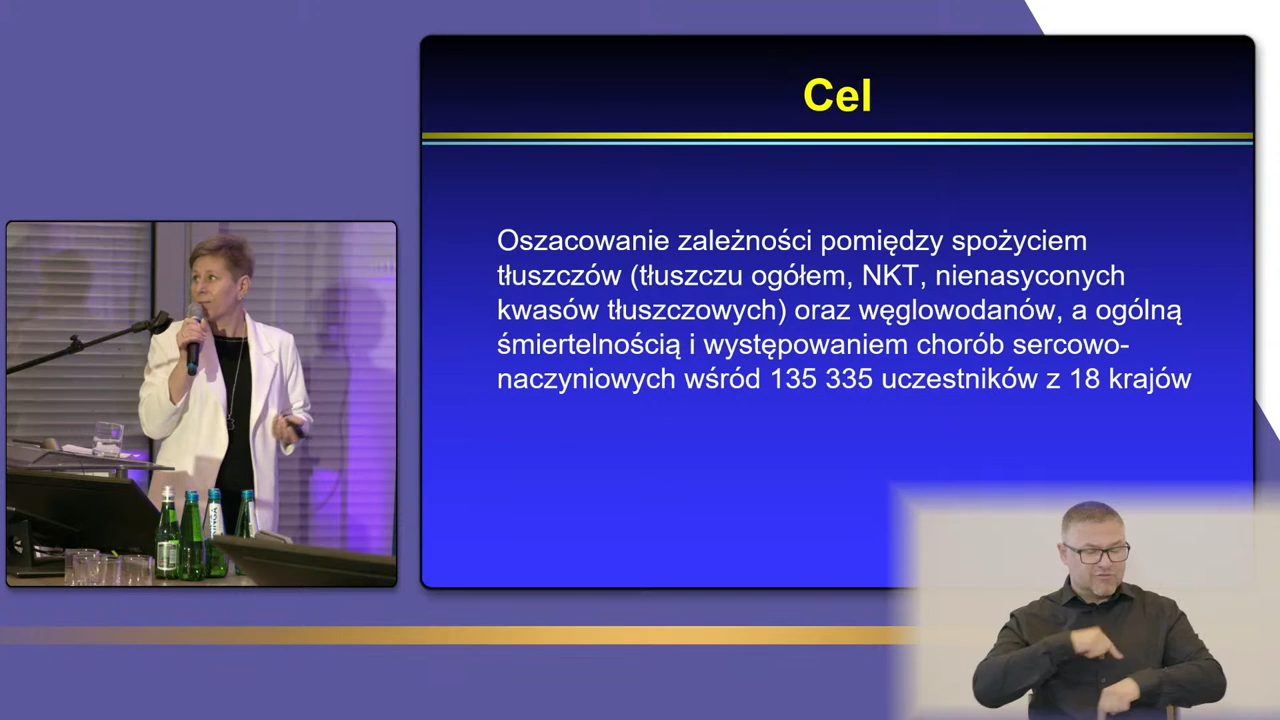 Cel
Oszacowanie zależności pomiędzy spożyciem
tłuszczów (tłuszczu ogółem, NKT, nienasyconych
kwasów tłuszczowych) oraz węglowodanów, a ogólną
śmiertelnością i występowaniem chorób sercowo-
naczyniowych wśród 135 335 uczestników z 18 krajów